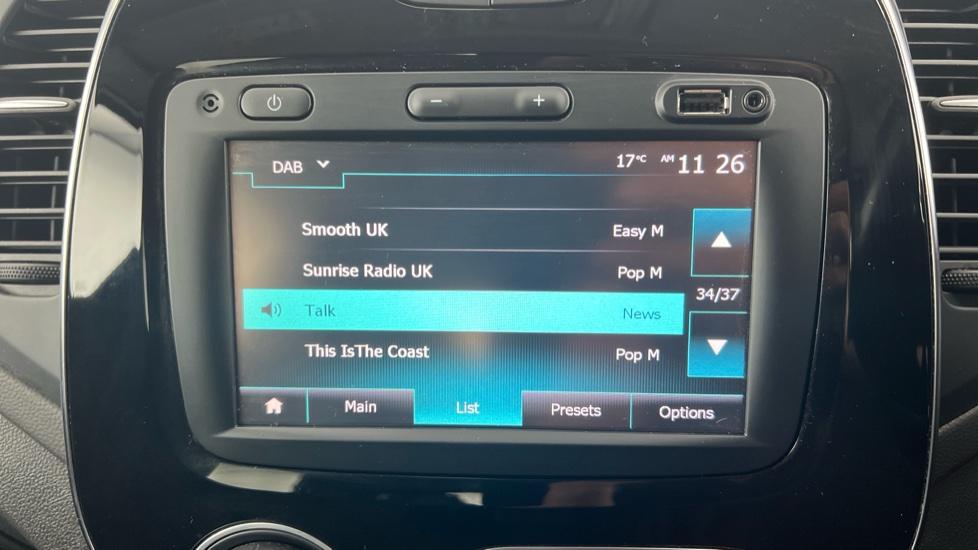 DAB 17°C AM 11 26
Smooth UK Easy M
Sunrise Radio UK Pop M
34/37
Talk News
This IsThe Coast Pop M
Main List Presets Options